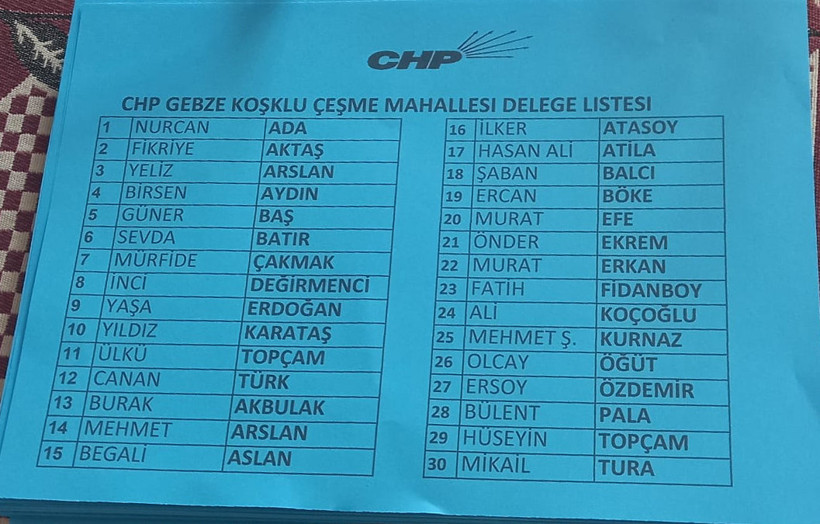 CHP
CHP GEBZE KOŞKLU ÇEŞME MAHALLESI DELEGE LISTESI
1 NURCAN ADA
2 FİKRİYE AKTAŞ
3 YELİZ ARSLAN
4 BİRSEN AYDIN
5 GÜNER BAŞ
6 SEVDA BATIR
7 MÜRFİDE ÇAKMAK
8 İNCİ DEĞİRMENCİ
9 YAŞA ERDOĞAN
10 YILDIZ KARATAŞ
11 ÜLKÜ TOPÇAM
12 CANAN TÜRK
13 BURAK AKBULAK
14 MEHMET ARSLAN
15 BEGALİ ASLAN
16 İLKER ATASOY
17 HASAN ALİ ATİLA
18 ŞABAN BALCI
19 ERCAN BÖKE
20 MURAT EFE
21 ÖNDER EKREM
22 MURAT ERKAN
23 FATİH FİDANBOY
24 ALİ KOÇOĞLU
25 MEHMET Ş. KURNAZ
26 OLCAY ÖĞÜT
27 ERSOY ÖZDEMİR
28 BÜLENT PALA
29 HÜSEYİN TOPÇAM
30 MİKAİL TURA